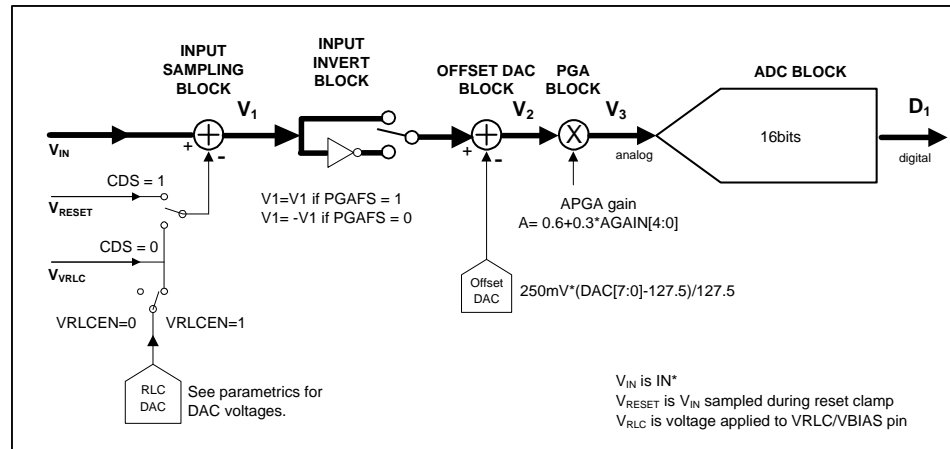 INPUT
SAMPLING
BLOCK
INPUT
INVERT
BLOCK
OFFSET DAC
BLOCK
PGA
BLOCK
ADC BLOCK
V1
V2
V3
D1
VIN
+
-
+
-
X
analog
16bits
digital
CDS = 1
VRESET
V1=V1 if PGAFS = 1
V1= -V1 if PGAFS = 0
APGA gain
A= 0.6+0.3*AGAIN[4:0]
CDS = 0
VVRLC
Offset
DAC
250mV*(DAC[7:0]-127.5)/127.5
VRLCEN=0
VRLCEN=1
RLC
DAC
See parametrics for
DAC voltages.
VIN is IN*
VRESET is VIN sampled during reset clamp
VRLC is voltage applied to VRLC/VBIAS pin